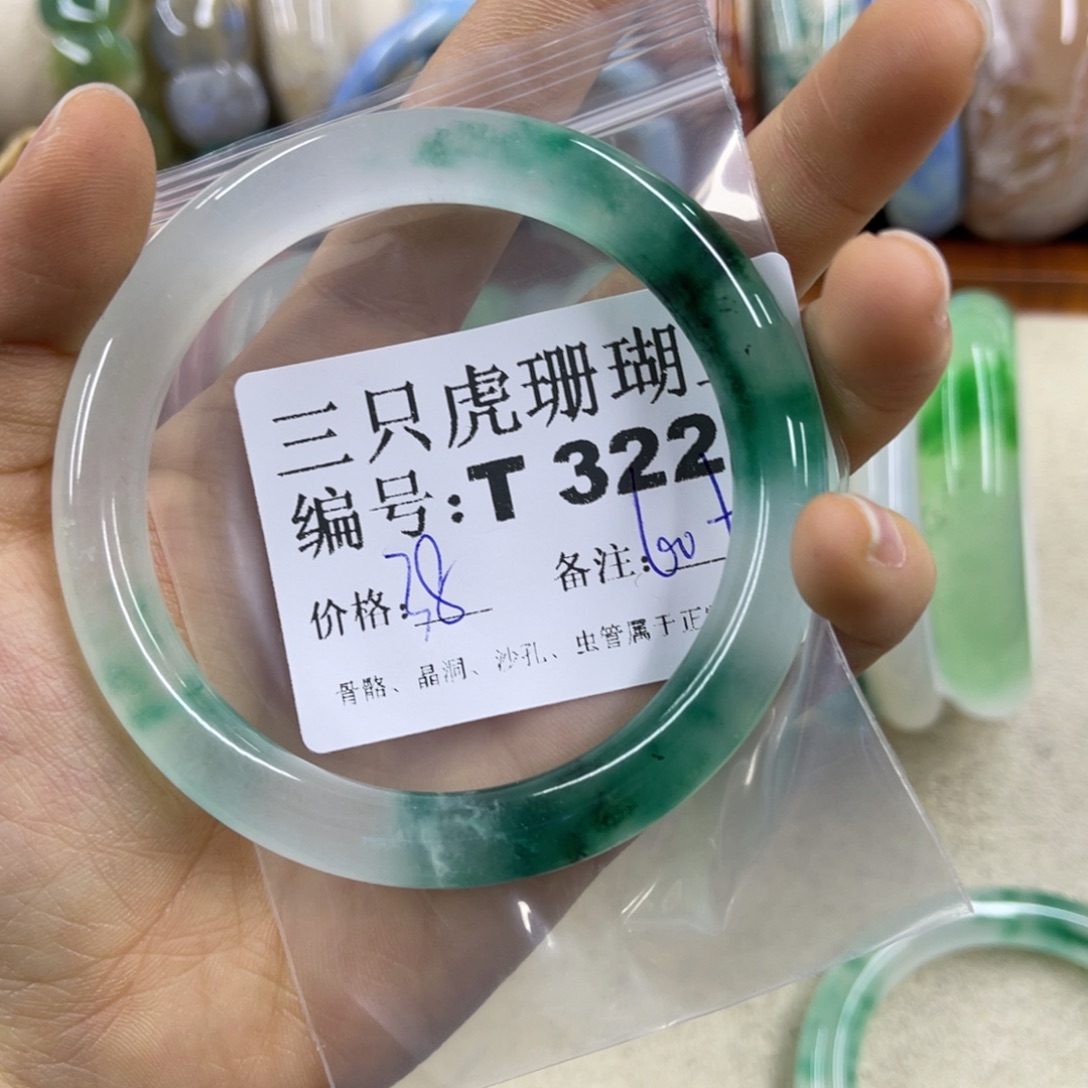 三只虎珊瑚
编号:T 322
价格: 78 备注:60+
骨骼、晶洞、沙孔、虫管属于正